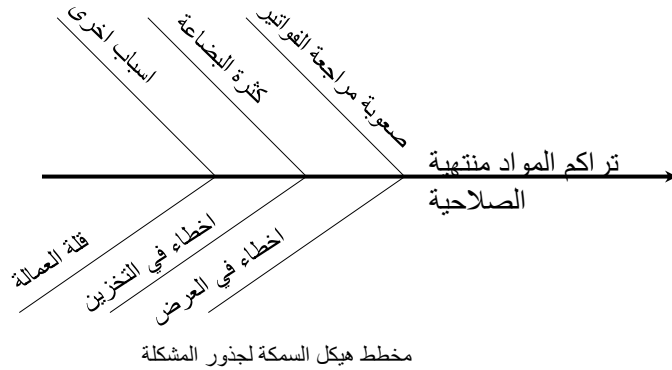 صعوبة مراجعة الفواتير
كثرة البضاعة
اسباب اخرى
تراكم المواد منتهية
الصلاحية
اخطاء في العرض
اخطاء في التخزين
قلة العمالة
مخطط هيكل السمكة لجذور المشكلة